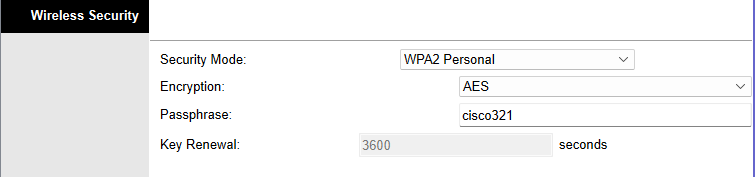 Wireless Security
Security Mode: WPA2 Personal
Encryption: AES
Passphrase: cisco321
Key Renewal: 3600 seconds